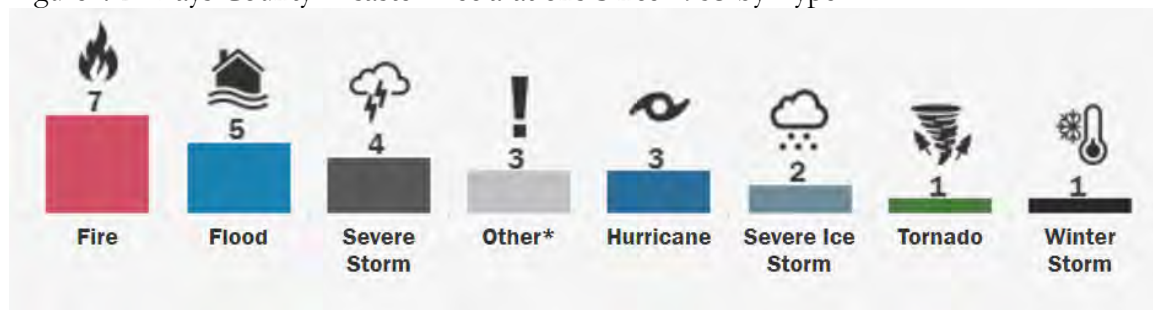 7
5
4
3
3
2
1
1
Fire
Flood
Severe
Storm
Other*
Hurricane
Severe Ice
Storm
Tornado
Winter
Storm